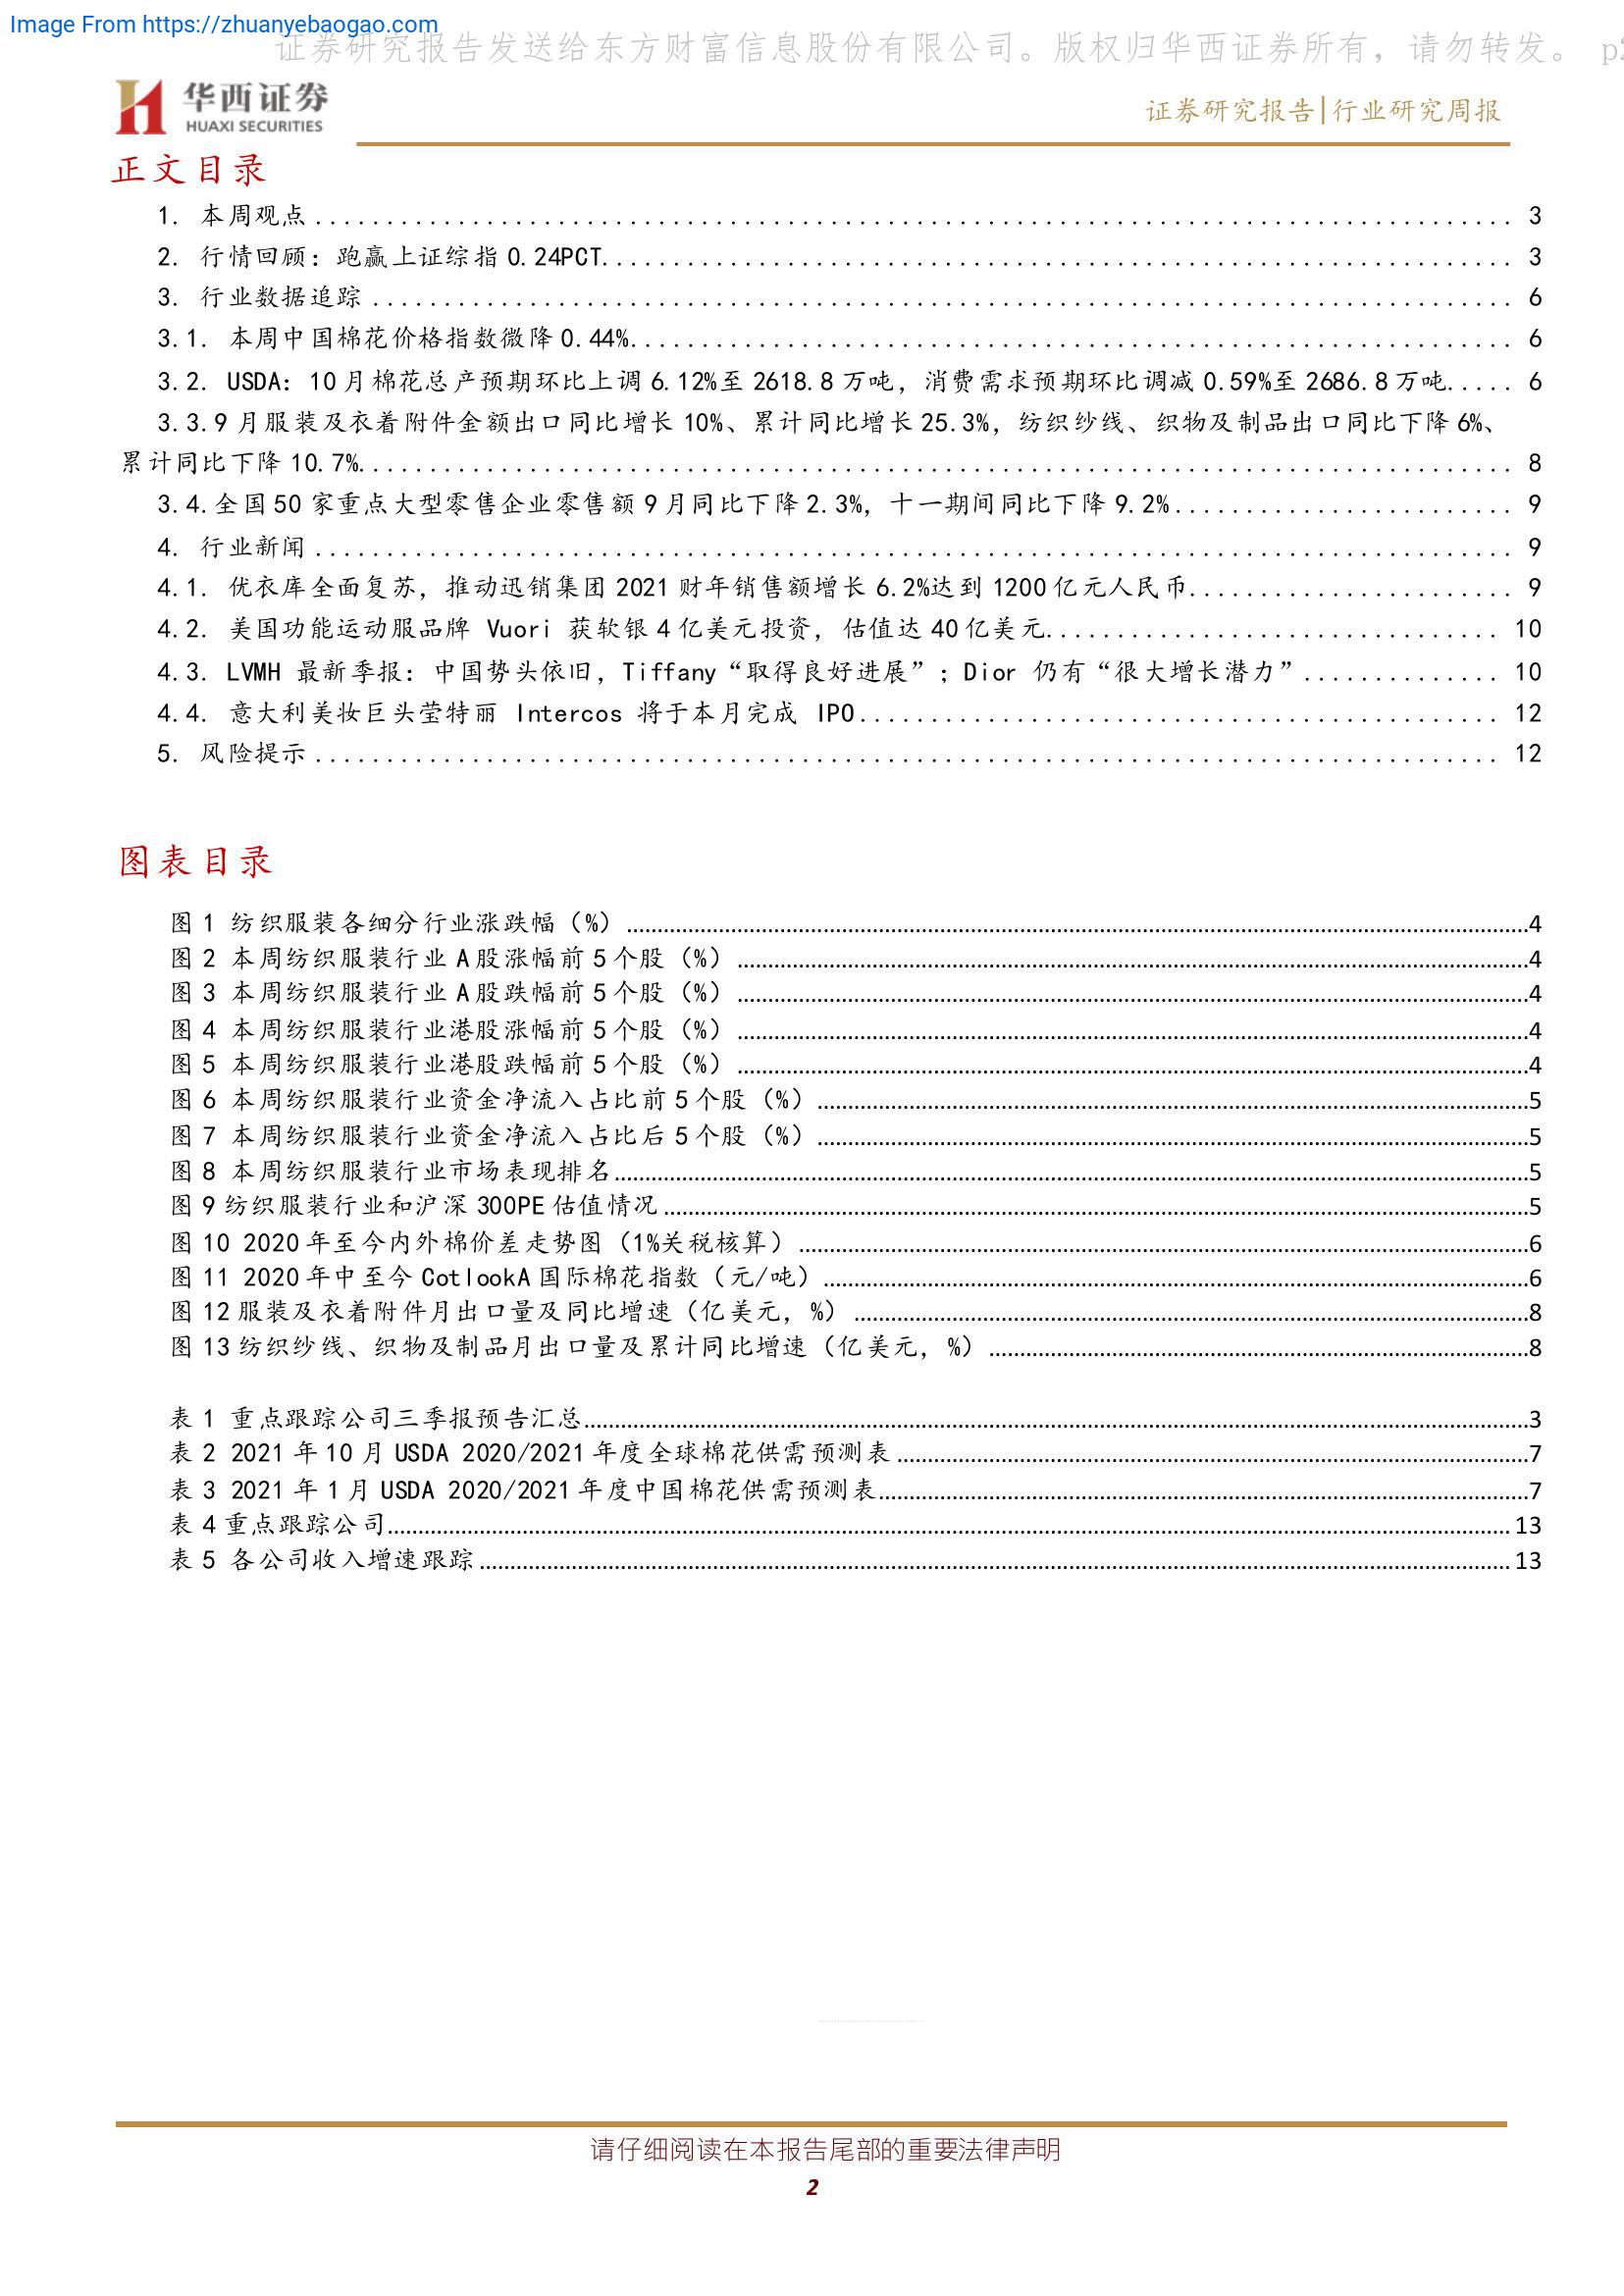 Image From https://zhuanyebaogao.com
证券研究报告发送给东方财富信息股份有限公司。版权归华西证券所有，请勿转发。 p2
华西证券
HUAXI SECURITIES
证券研究报告|行业研究周报
正文目录
1. 本周观点 ........................................ 3
2. 行情回顾：跑赢上证综指 0.24PCT ........................................ 3
3. 行业数据追踪 ........................................ 6
3.1. 本周中国棉花价格指数微降 0.44% ........................................ 6
3.2. USDA：10 月棉花总产预期环比上调 6.12%至 2618.8 万吨，消费需求预期环比调减 0.59%至 2686.8 万吨..... 6
3.3.9 月服装及衣着附件金额出口同比增长 10%、累计同比增长 25.3%，纺织纱线、织物及制品出口同比下降 6%、
累计同比下降 10.7% ........................................ 8
3.4.全国 50 家重点大型零售企业零售额 9 月同比下降 2.3%，十一期间同比下降 9.2% ........................ 9
4. 行业新闻 ........................................ 9
4.1. 优衣库全面复苏，推动迅销集团 2021 财年销售额增长 6.2%达到 1200 亿元人民币 ....................... 9
4.2. 美国功能运动服品牌 Vuori 获软银 4 亿美元投资，估值达 40 亿美元 ................................ 10
4.3. LVMH 最新季报：中国势头依旧，Tiffany“取得良好进展”；Dior 仍有“很大增长潜力” .............. 10
4.4. 意大利美妆巨头莹特丽 Intercos 将于本月完成 IPO ........................................ 12
5. 风险提示 ........................................ 12
图表目录
图 1 纺织服装各细分行业涨跌幅（%） ........................................4
图 2 本周纺织服装行业 A 股涨幅前 5 个股（%） ........................................4
图 3 本周纺织服装行业 A 股跌幅前 5 个股（%） ........................................4
图 4 本周纺织服装行业港股涨幅前 5 个股（%） ........................................4
图 5 本周纺织服装行业港股跌幅前 5 个股（%） ........................................4
图 6 本周纺织服装行业资金净流入占比前 5 个股（%） ........................................5
图 7 本周纺织服装行业资金净流入占比后 5 个股（%） ........................................5
图 8 本周纺织服装行业市场表现排名 ........................................5
图 9 纺织服装行业和沪深 300PE 估值情况 ........................................5
图 10 2020 年至今内外棉价差走势图（1%关税核算） ........................................6
图 11 2020 年中至今 CotlookA 国际棉花指数（元/吨） ........................................6
图 12 服装及衣着附件月出口量及同比增速（亿美元，%） ........................................8
图 13 纺织纱线、织物及制品月出口量及累计同比增速（亿美元，%） ........................................8
表 1 重点跟踪公司三季报预告汇总 ........................................3
表 2 2021 年 10 月 USDA 2020/2021 年度全球棉花供需预测表 ........................................7
表 3 2021 年 1 月 USDA 2020/2021 年度中国棉花供需预测表 ........................................7
表 4 重点跟踪公司 ........................................ 13
表 5 各公司收入增速跟踪 ........................................ 13
请仔细阅读在本报告尾部的重要法律声明
2